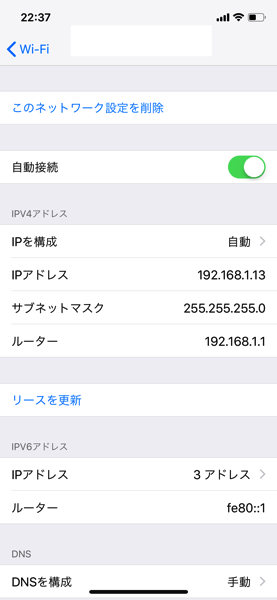 22:37
Wi-Fi
このネットワーク設定を削除
自動接続
IPV4アドレス
IPを構成 自動
IPアドレス 192.168.1.13
サブネットマスク 255.255.255.0
ルーター 192.168.1.1
リースを更新
IPV6アドレス
IPアドレス 3 アドレス
ルーター fe80::1
DNS
DNSを構成 手動